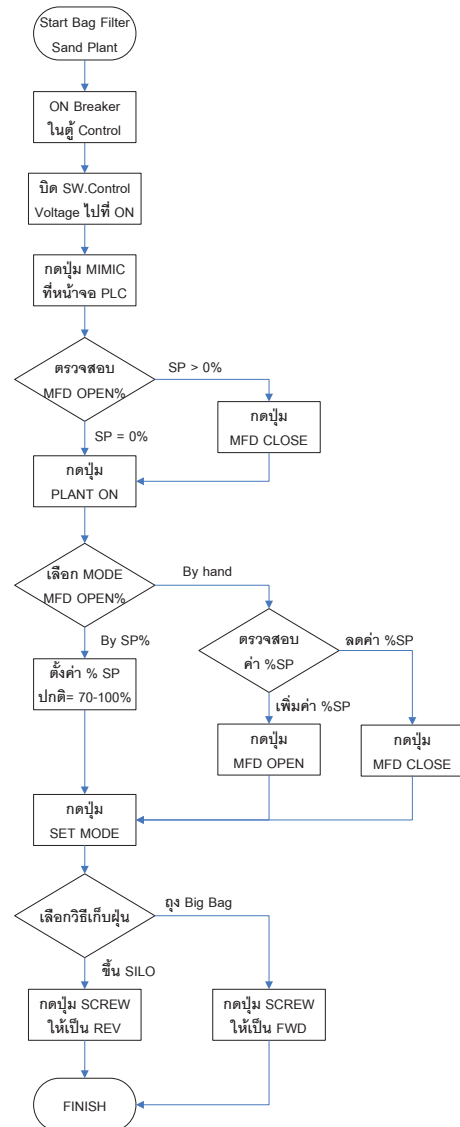 Start Bag Filter
Sand Plant
ON Breaker
ในตู้ Control
บิด SW.Control
Voltage ไปที่ ON
กดปุ่ม MIMIC
ที่หน้าจอ PLC
ตรวจสอบ
MFD OPEN%
SP > 0%
กดปุ่ม
MFD CLOSE
SP = 0%
กดปุ่ม
PLANT ON
เลือก MODE
MFD OPEN%
By hand
By SP%
ตรวจสอบ
ค่า %SP
ลดค่า %SP
ตั้งค่า % SP
ปกติ= 70-100%
เพิ่มค่า %SP
กดปุ่ม
MFD OPEN
กดปุ่ม
MFD CLOSE
กดปุ่ม
SET MODE
เลือกวิธีเก็บฝุ่น
ถุง Big Bag
ขึ้น SILO
กดปุ่ม SCREW
ให้เป็น REV
กดปุ่ม SCREW
ให้เป็น FWD
FINISH